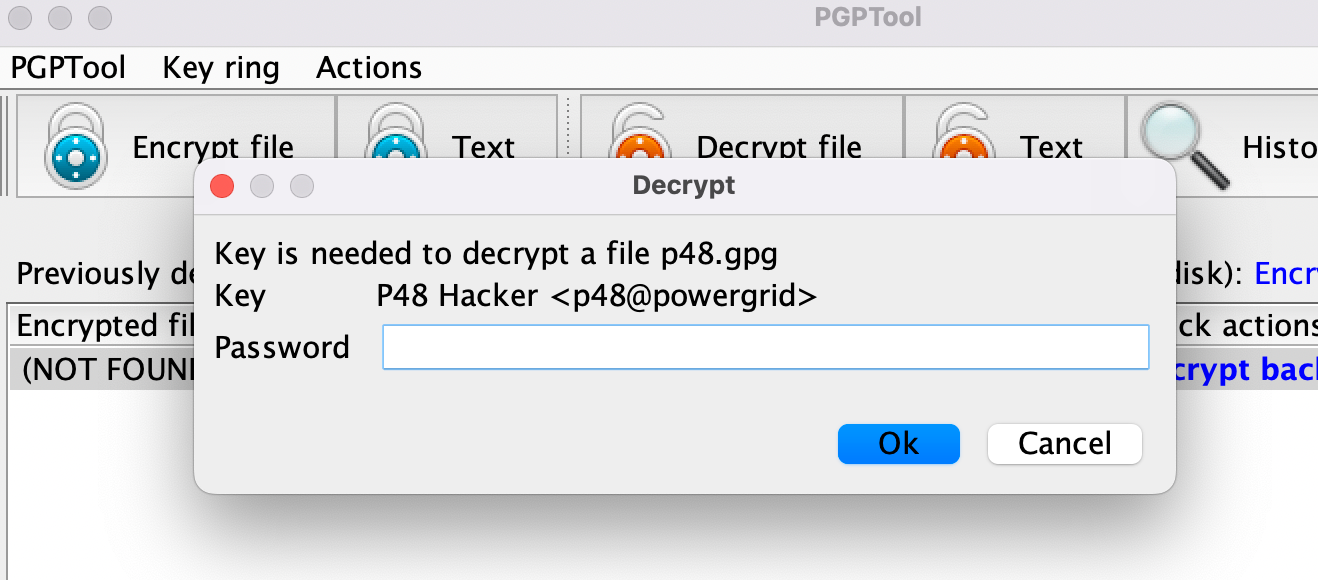 PGPTool
PGPTool Key ring Actions
Encrypt file Text Decrypt file Text Histo
Decrypt
Key is needed to decrypt a file p48.gpg
Previously de
disk): Encr
Key P48 Hacker <p48@powergrid>
Encrypted fil
ck actions
Password
(NOT FOUN
crypt back
Ok Cancel